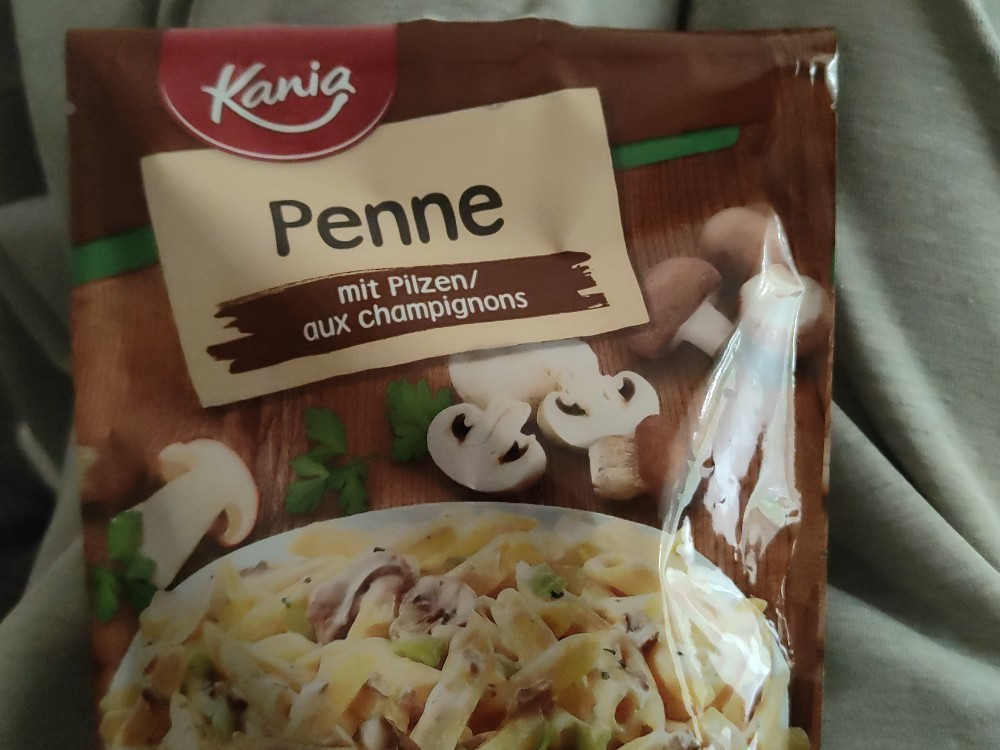 Kania
Penne
mit Pilzen/
aux champignons